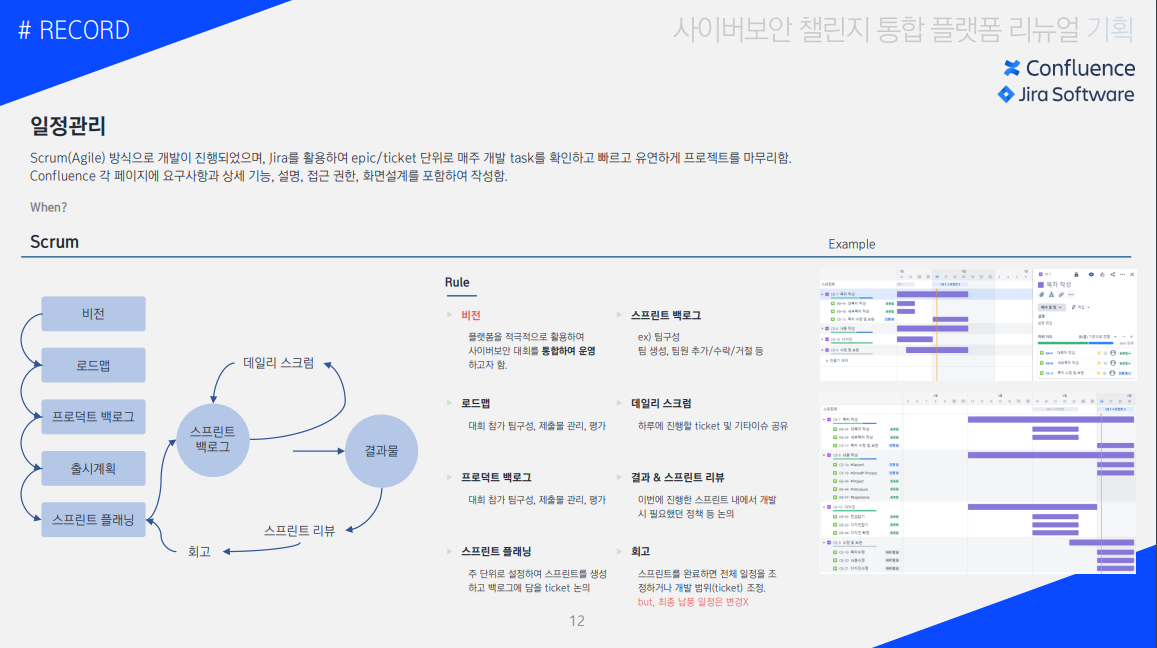 # RECORD
사이버보안 챌린지 통합 플랫폼 리뉴얼 기획
Confluence
Jira Software
일정관리
Scrum(Agile) 방식으로 개발이 진행되었으며, Jira를 활용하여 epic/ticket 단위로 매주 개발 task를 확인하고 빠르고 유연하게 프로젝트를 마무리함.
Confluence 각 페이지에 요구사항과 상세 기능, 설명, 접근 권한, 화면설계를 포함하여 작성함.
When?
Scrum
Example
비전
로드맵
프로덕트 백로그
출시계획
스프린트 플래닝
데일리 스크럼
스프린트
백로그
결과물
스프린트 리뷰
회고
Rule
비전
플랫폼을 적극적으로 활용하여
사이버보안 대회를 통합하여 운영
하고자 함.
스프린트 백로그
ex) 팀구성
팀 생성, 팀원 추가/수락/거절 등
로드맵
대회 참가 팀구성, 제출물 관리, 평가
데일리 스크럼
하루에 진행할 ticket 및 기타이슈 공유
프로덕트 백로그
대회 참가 팀구성, 제출물 관리, 평가
결과 & 스프린트 리뷰
이번에 진행한 스프린트 내에서 개발
시 필요했던 정책 등 논의
스프린트 플래닝
주 단위로 설정하여 스프린트를 생성
하고 백로그에 담을 ticket 논의
회고
스프린트를 완료하면 전체 일정을 조
정하거나 개발 범위(ticket) 조정.
but, 최종 납품 일정은 변경X
목차 작성
12